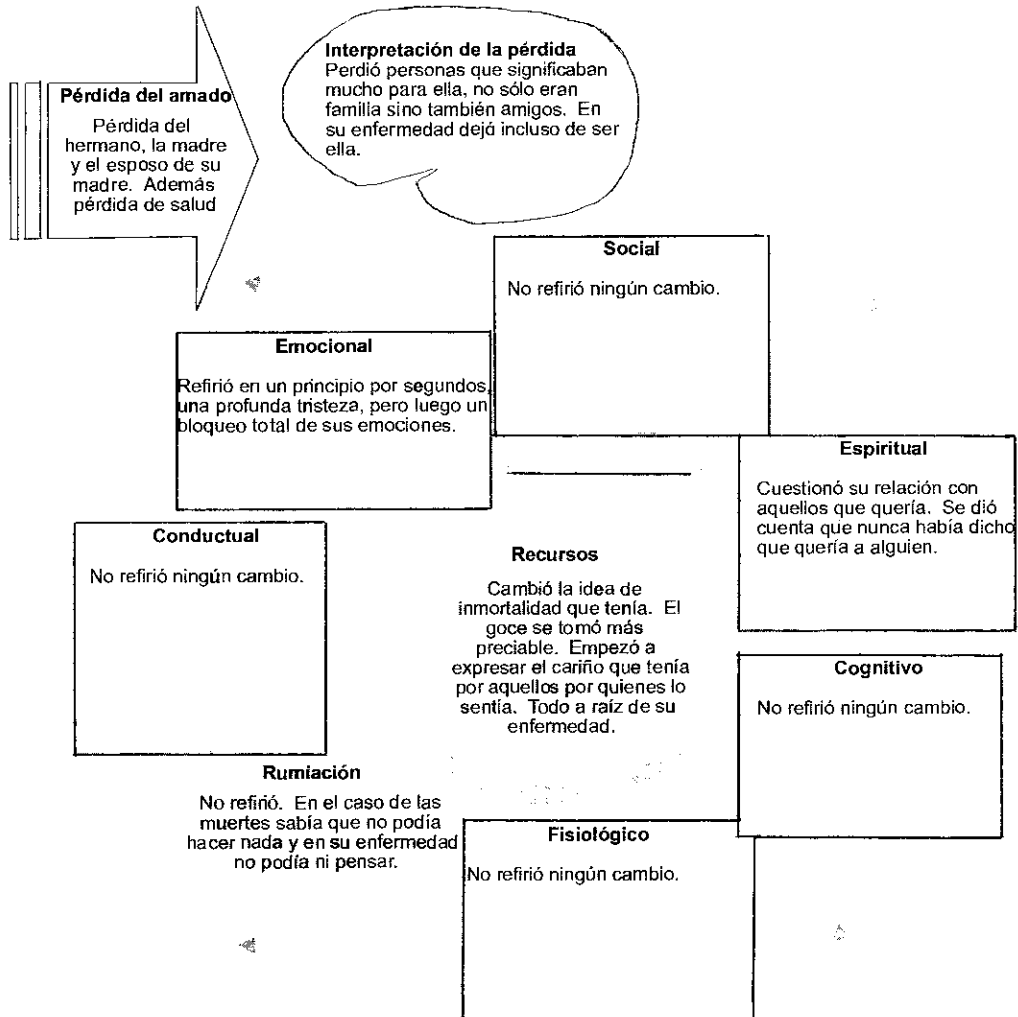 Pérdida del amado
Pérdida del
hermano, la madre
y el esposo de su
madre. Además
pérdida de salud
Interpretación de la pérdida
Perdió personas que significaban
mucho para ella, no sólo eran
familia sino también amigos. En
su enfermedad dejó incluso de ser
ella.
Social
No refirió ningún cambio.
Emocional
Refirió en un principio por segundos,
una profunda tristeza, pero luego un
bloqueo total de sus emociones.
Espiritual
Cuestionó su relación con
aquellos que quería. Se dió
cuenta que nunca había dicho
que quería a alguien.
Conductual
No refirió ningún cambio.
Recursos
Cambió la idea de
inmortalidad que tenía. El
goce se tomó más
preciable. Empezó a
expresar el cariño que tenía
por aquellos por quienes lo
sentía. Todo a raíz de su
enfermedad.
Cognitivo
No refirió ningún cambio.
Rumiación
No refirió. En el caso de las
muertes sabía que no podía
hacer nada y en su enfermedad
no podía ni pensar.
Fisiológico
No refirió ningún cambio.